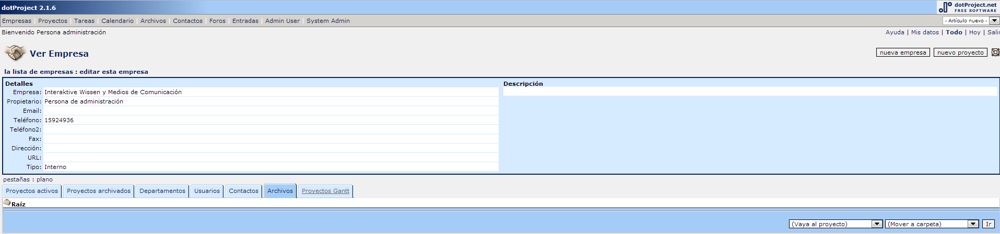 dotProject 2.1.6
dotProject.net
FREE SOFTWARE
Empresas | Proyectos | Tareas | Calendario | Archivos | Contactos | Foros | Entradas | Admin User | System Admin
- Artículo nuevo -
Bienvenido Persona administración
Ayuda | Mis datos | Todo | Hoy | Salir
Ver Empresa
nueva empresa
nuevo proyecto
la lista de empresas : editar esta empresa
Detalles
Empresa: Interaktive Wissen y Medios de Comunicación
Propietario: Persona de administración
Email:
Teléfono: 15924936
Teléfono2:
Fax:
Dirección:
URL:
Tipo: Interno
Descripción
pestañas : plano
Proyectos activos
Proyectos archivados
Departamentos
Usuarios
Contactos
Archivos
Proyectos Gantt
Raíz
(Vaya al proyecto)
(Mover a carpeta)
Ir